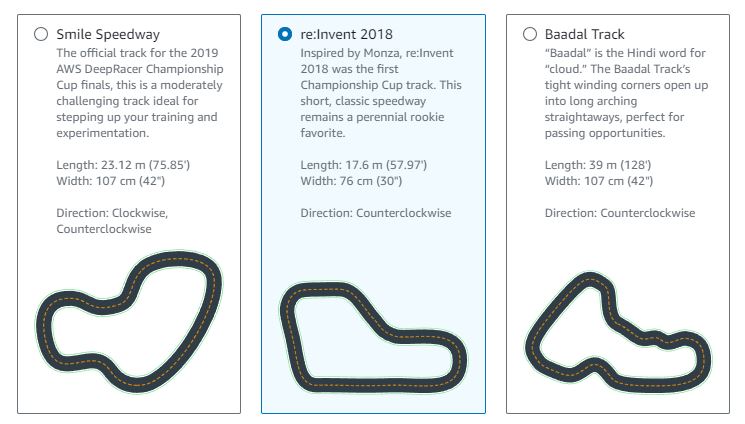 Smile Speedway
The official track for the 2019
AWS DeepRacer Championship
Cup finals, this is a moderately
challenging track ideal for
stepping up your training and
experimentation.
Length: 23.12 m (75.85')
Width: 107 cm (42")
Direction: Clockwise,
Counterclockwise
re:Invent 2018
Inspired by Monza, re:Invent
2018 was the first
Championship Cup track. This
short, classic speedway
remains a perennial rookie
favorite.
Length: 17.6 m (57.97')
Width: 76 cm (30")
Direction: Counterclockwise
Baadal Track
“Baadal” is the Hindi word for
“cloud.” The Baadal Track’s
tight winding corners open up
into long arching
straightaways, perfect for
passing opportunities.
Length: 39 m (128')
Width: 107 cm (42")
Direction: Counterclockwise